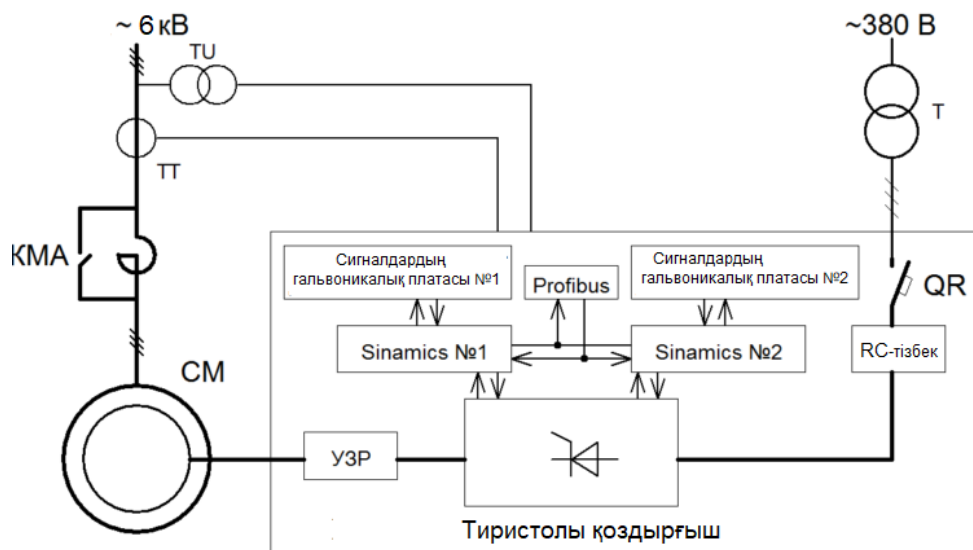 ~ 6 кВ
TU
TT
~380 В
T
КМА
Сигналдардың
гальвоникалық платасы №1
Profibus
Сигналдардың
гальвоникалық платасы №2
QR
Sinamics №1
Sinamics №2
RC-тізбек
СМ
УЗР
Тиристолы қоздырғыш